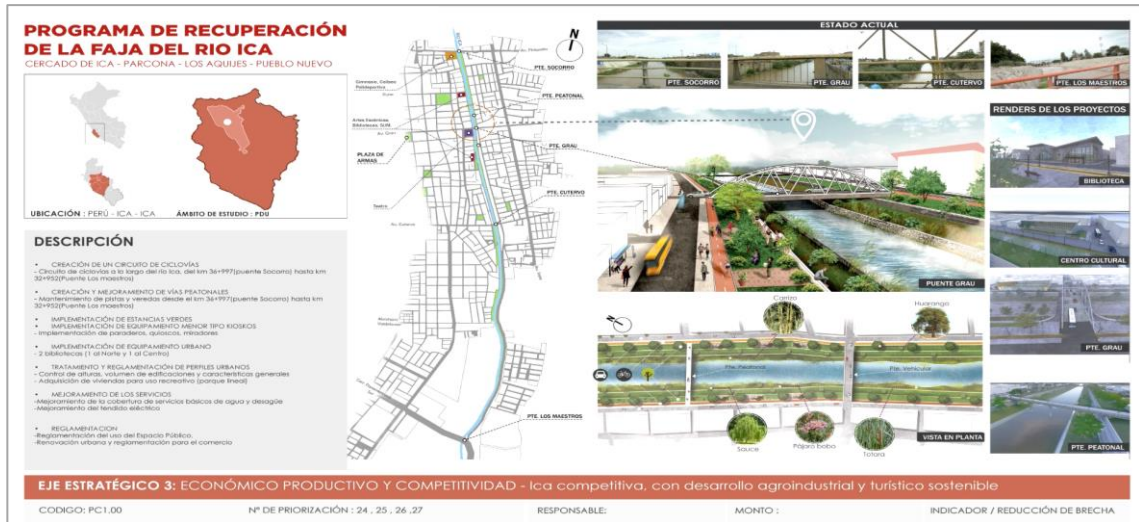 PROGRAMA DE RECUPERACIÓN
DE LA FAJA DEL RIO ICA
CERCADO DE ICA - PARCONA - LOS AQUIJES - PUEBLO NUEVO
UBICACIÓN : PERÚ - ICA - ICA
ÁMBITO DE ESTUDIO : PDU
DESCRIPCIÓN
• CREACIÓN DE UN CIRCUITO DE CICLOVÍAS
- Circuito de ciclovías a lo largo del río Ica, del km 36+997(puente Socorro) hasta km
32+952(Puente Los maestros)
• CREACIÓN Y MEJORAMIENTO DE VÍAS PEATONALES
- Mantenimiento de pistas y veredas desde el km 36+997(puente Socorro) hasta km
32+952(Puente Los maestros)
• IMPLEMENTACIÓN DE ESTANCIAS VERDES
• IMPLEMENTACIÓN DE EQUIPAMIENTO MENOR TIPO KIOSKOS
- Implementación de paraderos, quioscos, miradores
• IMPLEMENTACIÓN DE EQUIPAMIENTO URBANO
- 2 bibliotecas (1 al Norte y 1 al Centro)
• TRATAMIENTO Y REGLAMENTACIÓN DE PERFILES URBANOS
- Control de alturas, volumen de edificaciones y características generales
- Adquisición de viviendas para uso recreativo (parque lineal)
• MEJORAMIENTO DE LOS SERVICIOS
-Mejoramiento de la cobertura de servicios básicos de agua y desagüe
-Mejoramiento del tendido eléctrico
• REGLAMENTACION
-Reglamentación del uso del Espacio Público.
-Renovación urbana y reglamentación para el comercio
N
PTE. SOCORRO
PTE. PEATONAL
PLAZA DE
ARMAS
PTE. GRAU
PTE. CUTERVO
Teatro
PTE. LOS MAESTROS
ESTADO ACTUAL
PTE. SOCORRO
PTE. GRAU
PTE. CUTERVO
PTE. LOS MAESTROS
PUENTE GRAU
RENDERS DE LOS PROYECTOS
BIBLIOTECA
CENTRO CULTURAL
PTE. GRAU
PTE. PEATONAL
Carrizo
Huarango
Pte. Peatonal
Pte. Vehicular
Sauce
Pájaro bobo
Totora
VISTA EN PLANTA
EJE ESTRATÉGICO 3: ECONÓMICO PRODUCTIVO Y COMPETITIVIDAD - Ica competitiva, con desarrollo agroindustrial y turístico sostenible
CODIGO: PC1.00
N° DE PRIORIZACIÓN : 24 , 25 , 26 ,27
RESPONSABLE:
MONTO :
INDICADOR / REDUCCIÓN DE BRECHA